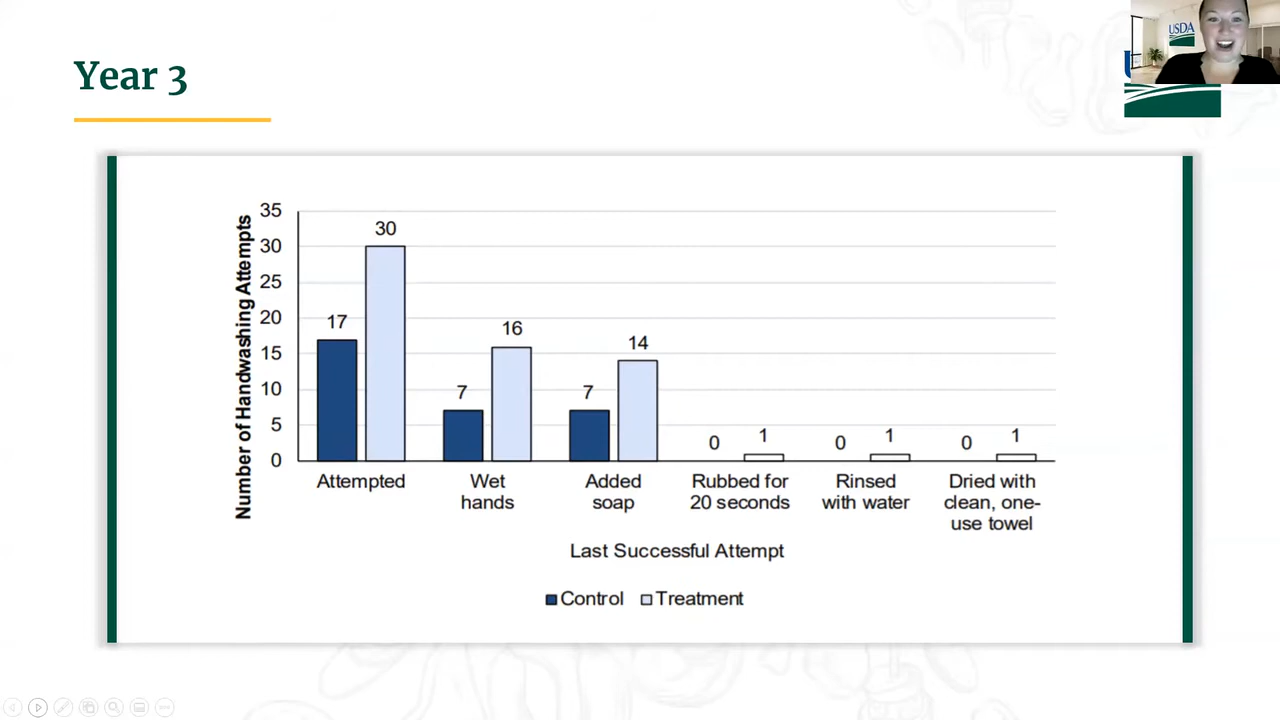 USDA
Year 3
Number of Handwashing Attempts
35
30
25
20
15
10
5
0
17
30
7
16
7
14
0
1
0
1
0
1
Attempted
Wet
hands
Added
soap
Rubbed for
20 seconds
Rinsed
with water
Dried with
clean, one-
use towel
Last Successful Attempt
Control
Treatment